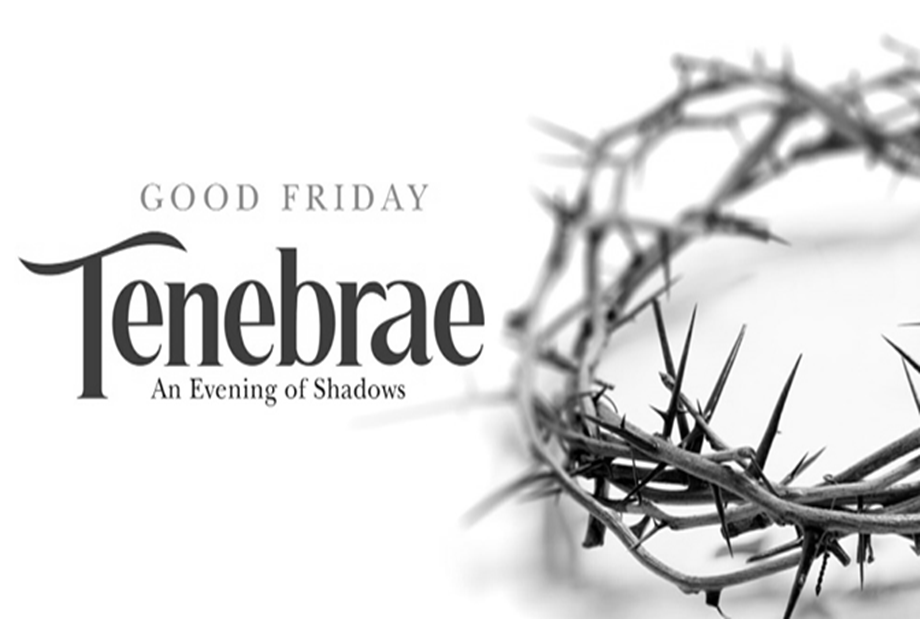 GOOD FRIDAY
Tenebrae
An Evening of Shadows